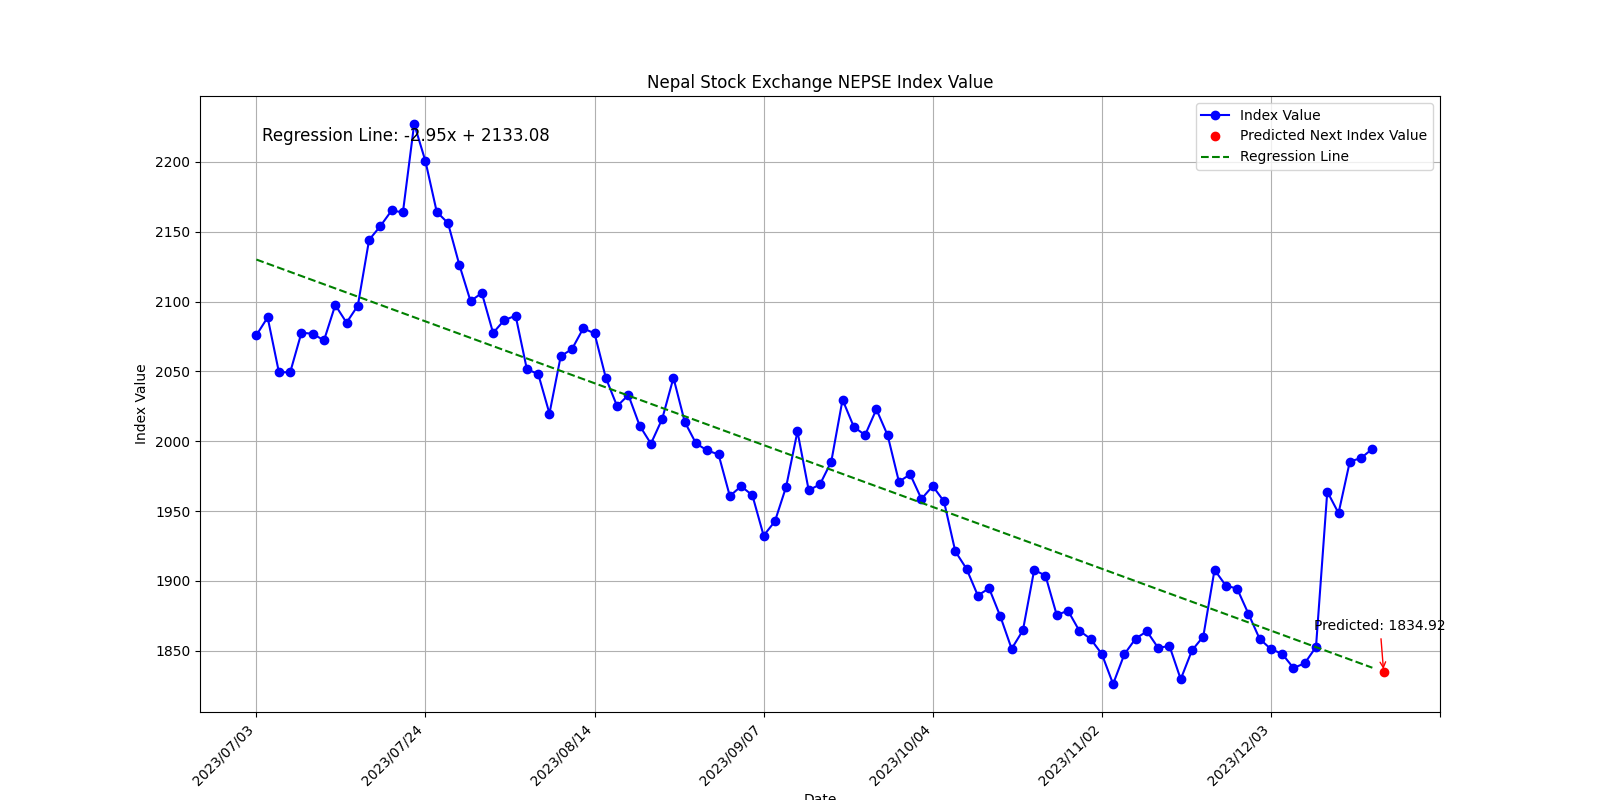 Nepal Stock Exchange NEPSE Index Value
Regression Line: -2.95x + 2133.08
Index Value
Predicted Next Index Value
Regression Line
2200
2150
2100
2050
2000
1950
1900
1850
Index Value
Predicted: 1834.92
2023/07/03
2023/07/24
2023/08/14
2023/09/07
2023/10/04
2023/11/02
2023/12/03
Date